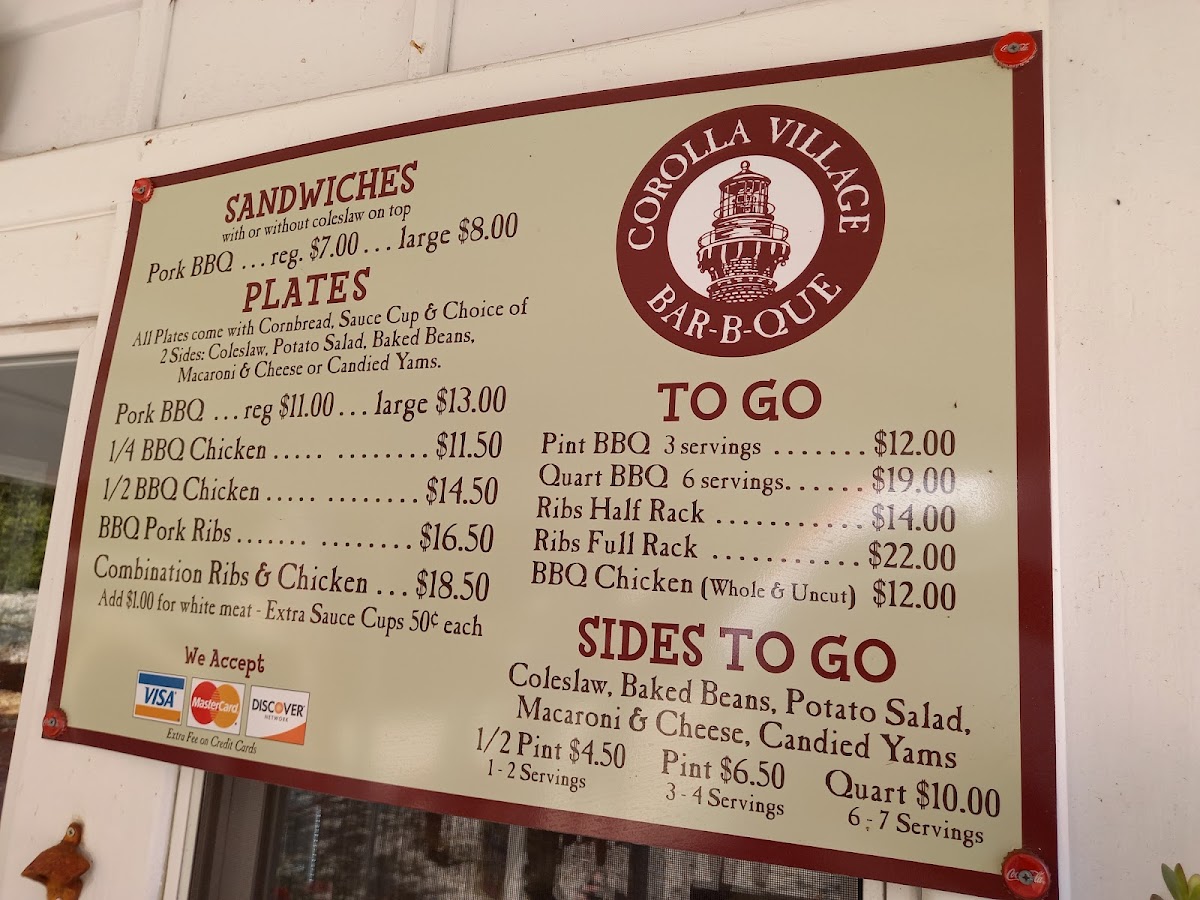 SANDWICHES
with or without coleslaw on top
Pork BBQ ... reg. $7.00 ... large $8.00
PLATES
All Plates come with Cornbread, Sauce Cup & Choice of
2 Sides: Coleslaw, Potato Salad, Baked Beans,
Macaroni & Cheese or Candied Yams.
Pork BBQ ... reg $11.00 ... large $13.00
1/4 BBQ Chicken ..... ......... $11.50
1/2 BBQ Chicken ..... ......... $14.50
BBQ Pork Ribs ....... ......... $16.50
Combination Ribs & Chicken ... $18.50
Add $1.00 for white meat - Extra Sauce Cups 50¢ each
We Accept
VISA
MasterCard
DISCOVER
NETWORK
Extra Fee on Credit Cards
COROLLA VILLAGE
BAR-B-QUE
TO GO
Pint BBQ 3 servings ....... $12.00
Quart BBQ 6 servings...... $19.00
Ribs Half Rack ............ $14.00
Ribs Full Rack ............ $22.00
BBQ Chicken (Whole & Uncut) $12.00
SIDES TO GO
Coleslaw, Baked Beans, Potato Salad,
Macaroni & Cheese, Candied Yams
1/2 Pint $4.50
1 - 2 Servings
Pint $6.50
3 - 4 Servings
Quart $10.00
6 - 7 Servings
Coca-Cola
Coca-Cola